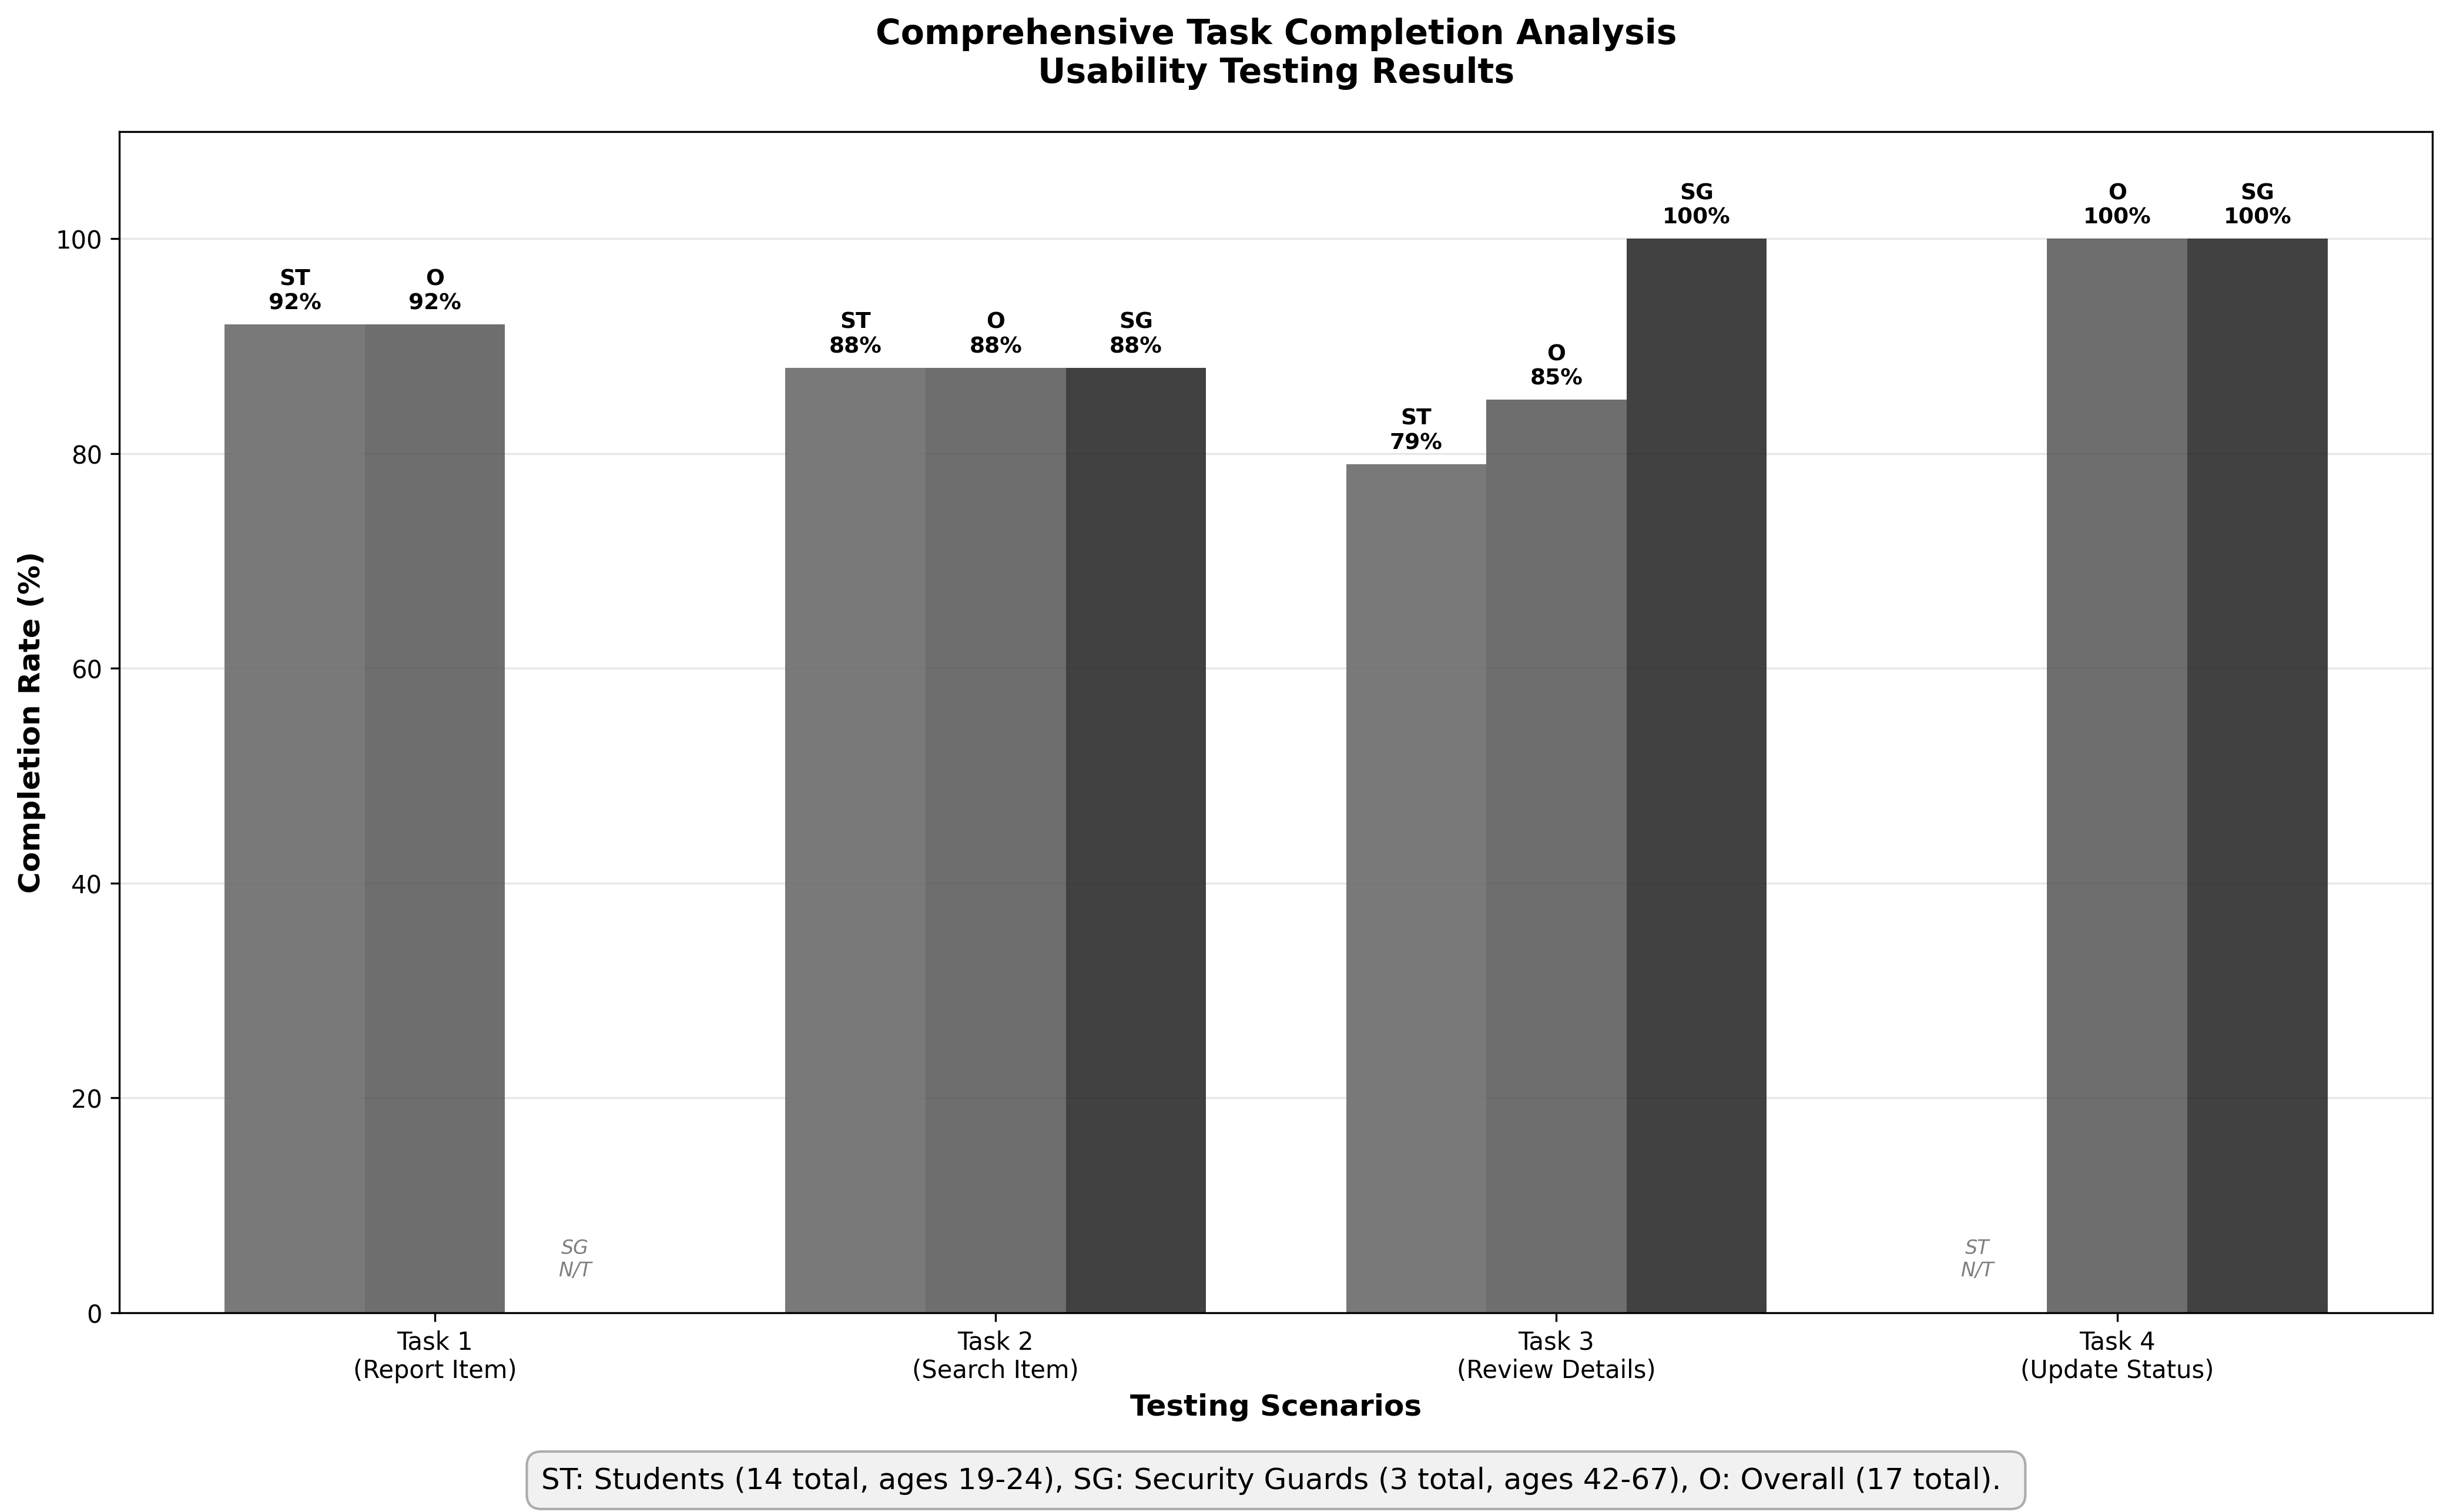 Comprehensive Task Completion Analysis
Usability Testing Results
Completion Rate (%)
100
80
60
40
20
0
ST
92%
O
92%
SG
N/T
ST
88%
O
88%
SG
88%
ST
79%
O
85%
SG
100%
ST
N/T
O
100%
SG
100%
Task 1
(Report Item)
Task 2
(Search Item)
Task 3
(Review Details)
Task 4
(Update Status)
Testing Scenarios
ST: Students (14 total, ages 19-24), SG: Security Guards (3 total, ages 42-67), O: Overall (17 total).